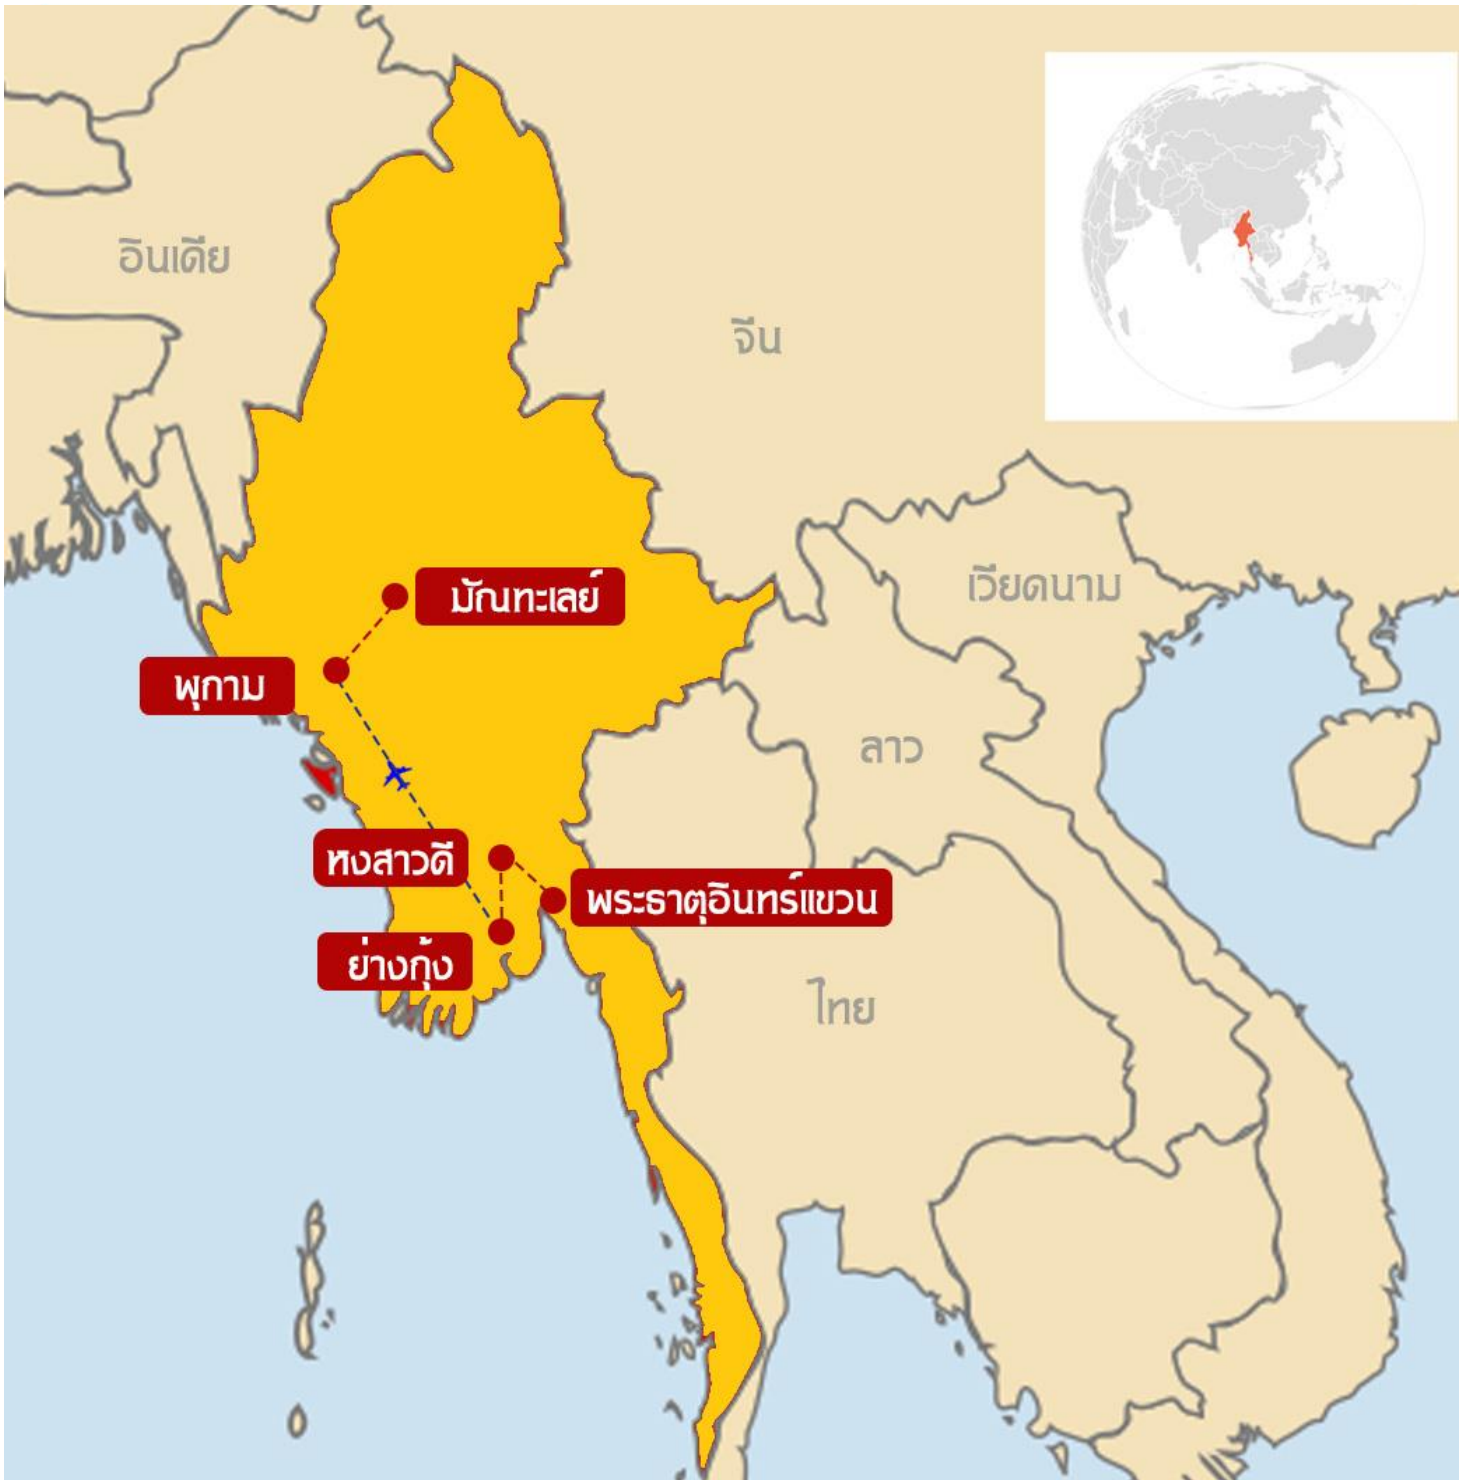 อินเดีย
จีน
เวียดนาม
มัณฑะเลย์
พุกาม
ลาว
หงสาวดี
พระธาตุอินทร์แขวน
ย่างกุ้ง
ไทย